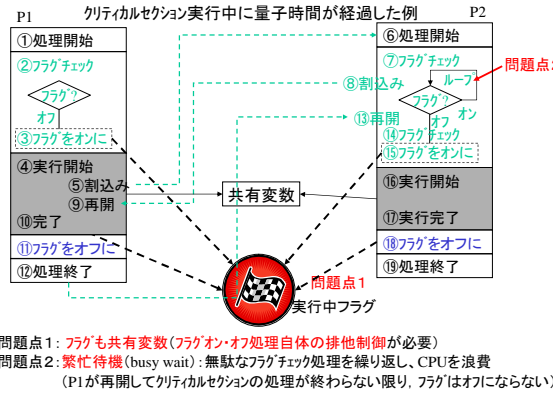 クリティカルセクション実行中に量子時間が経過した例
P1
①処理開始
②フラグチェック
フラグ?
オフ
③フラグをオンに
④実行開始
⑤割込み
⑨再開
⑩完了
⑪フラグをオフに
⑫処理終了
共有変数
問題点1
実行中フラグ
P2
⑥処理開始
⑦フラグチェック
⑧割込み
ループ
問題点2
フラグ?
オン
オフ
⑬再開
⑭フラグチェック
⑮フラグをオンに
⑯実行開始
⑰実行完了
⑱フラグをオフに
⑲処理終了
問題点1: フラグも共有変数(フラグオン・オフ処理自体の排他制御が必要)
問題点2:繁忙待機(busy wait):無駄なフラグチェック処理を繰り返し、CPUを浪費
(P1が再開してクリティカルセクションの処理が終わらない限り,フラグはオフにならない)